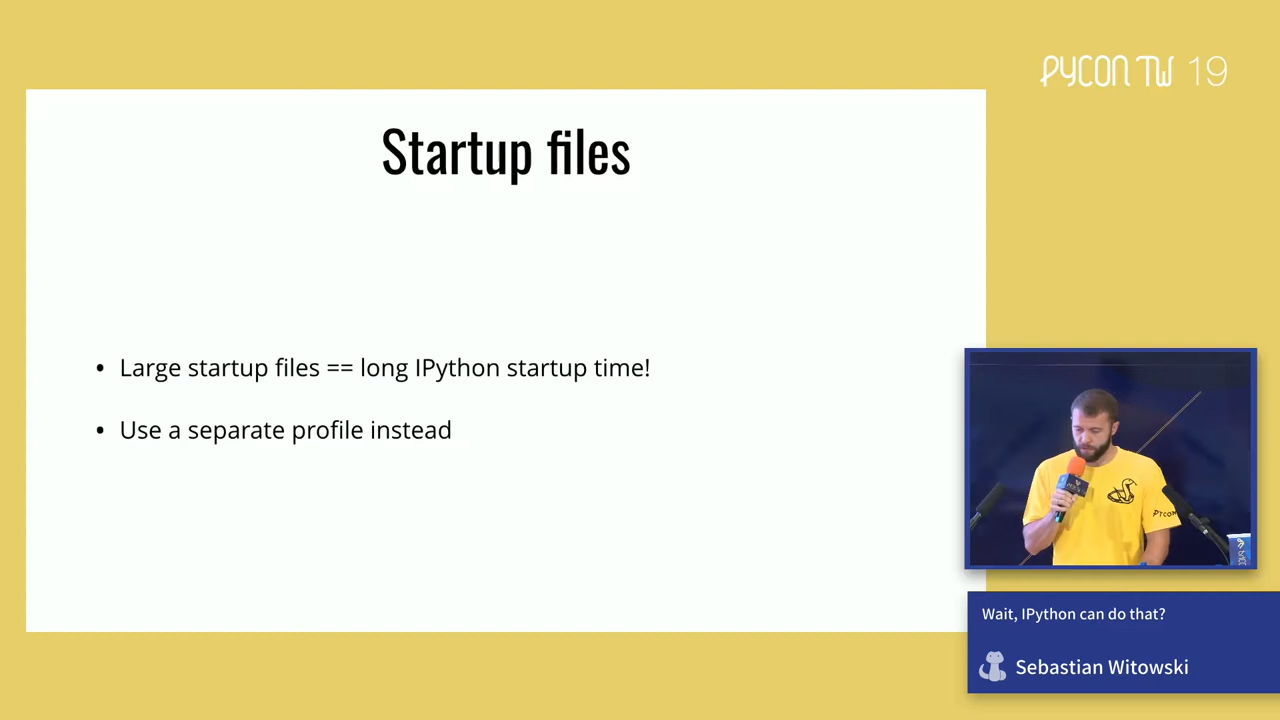 PYCON TW 19
Startup files
• Large startup files == long IPython startup time!
• Use a separate profile instead
PYCON
Wait, IPython can do that?
Sebastian Witowski